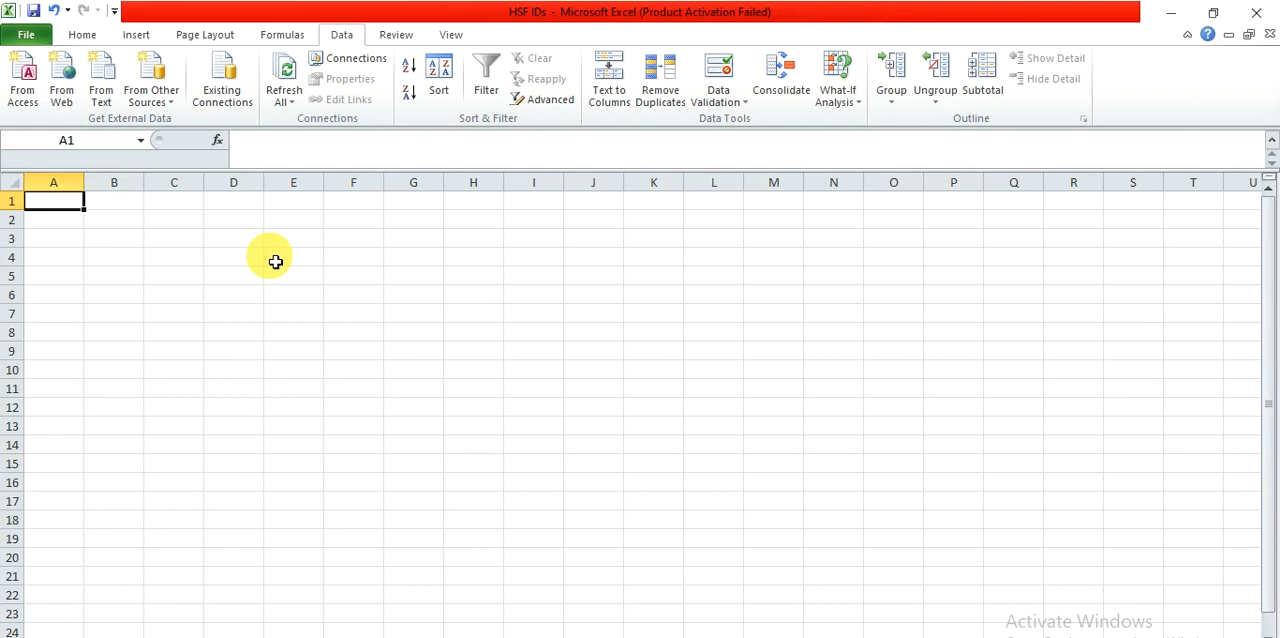 HSF IDs - Microsoft Excel (Product Activation Failed)
File Home Insert Page Layout Formulas Data Review View
From Access
From Web
From Text
From Other Sources
Existing Connections
Get External Data
Refresh All
Connections
Properties
Edit Links
Connections
Sort
Filter
Clear
Reapply
Advanced
Sort & Filter
Text to Columns
Remove Duplicates
Data Validation
Consolidate
What-If Analysis
Data Tools
Group
Ungroup
Subtotal
Show Detail
Hide Detail
Outline
A1 fx
A B C D E F G H I J K L M N O P Q R S T U
1
2
3
4
5
6
7
8
9
10
11
12
13
14
15
16
17
18
19
20
21
22
23
24
Activate Windows